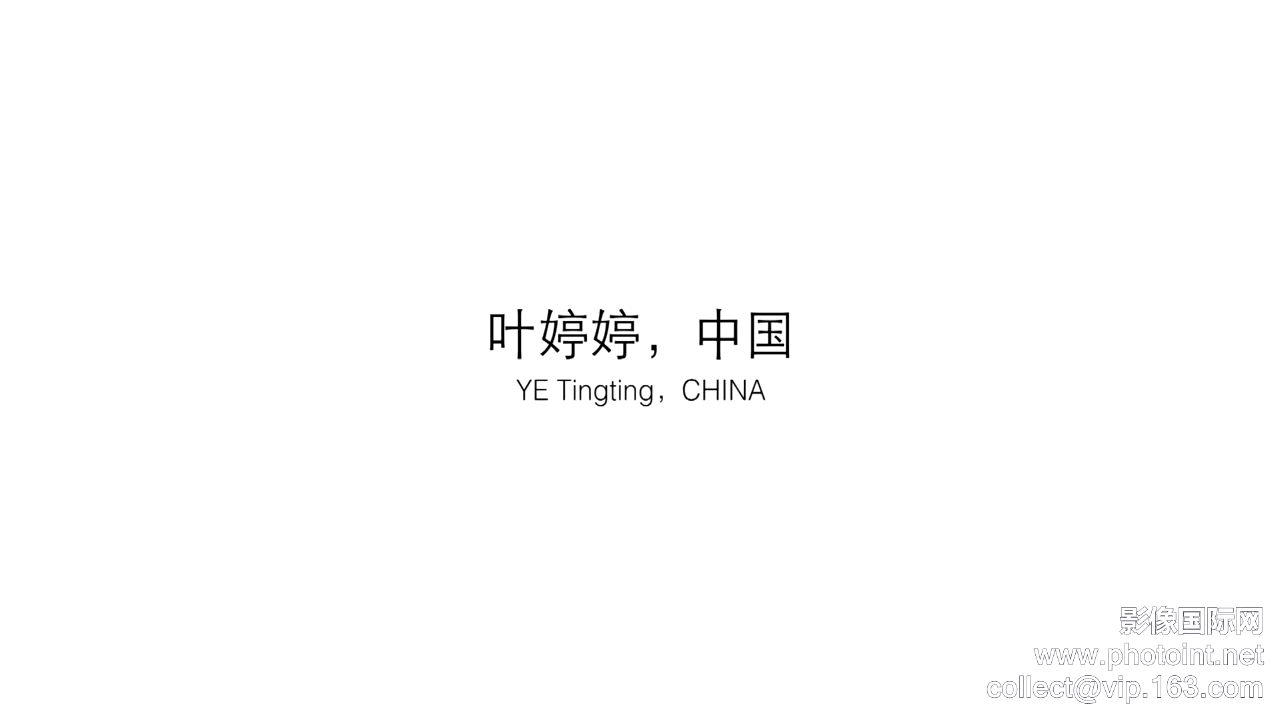 叶婷婷，中国
YE Tingting，CHINA
影像国际网
www.photoint.net
collect@vip.163.com